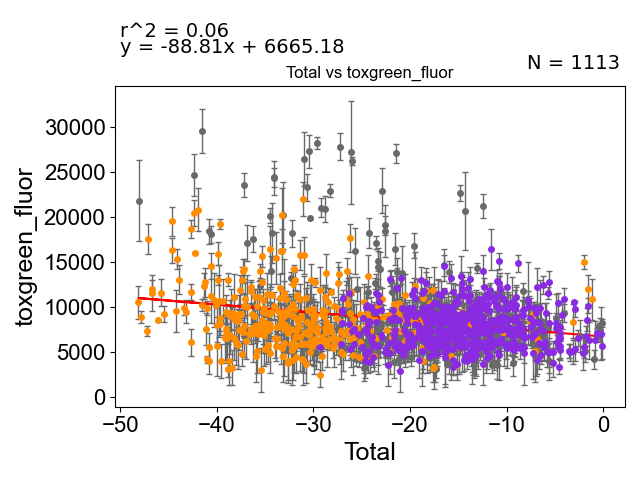 r^2 = 0.06
y = -88.81x + 6665.18
N = 1113
Total vs toxgreen_fluor
30000
25000
20000
15000
10000
5000
0
toxgreen_fluor
−50
−40
−30
−20
−10
0
Total